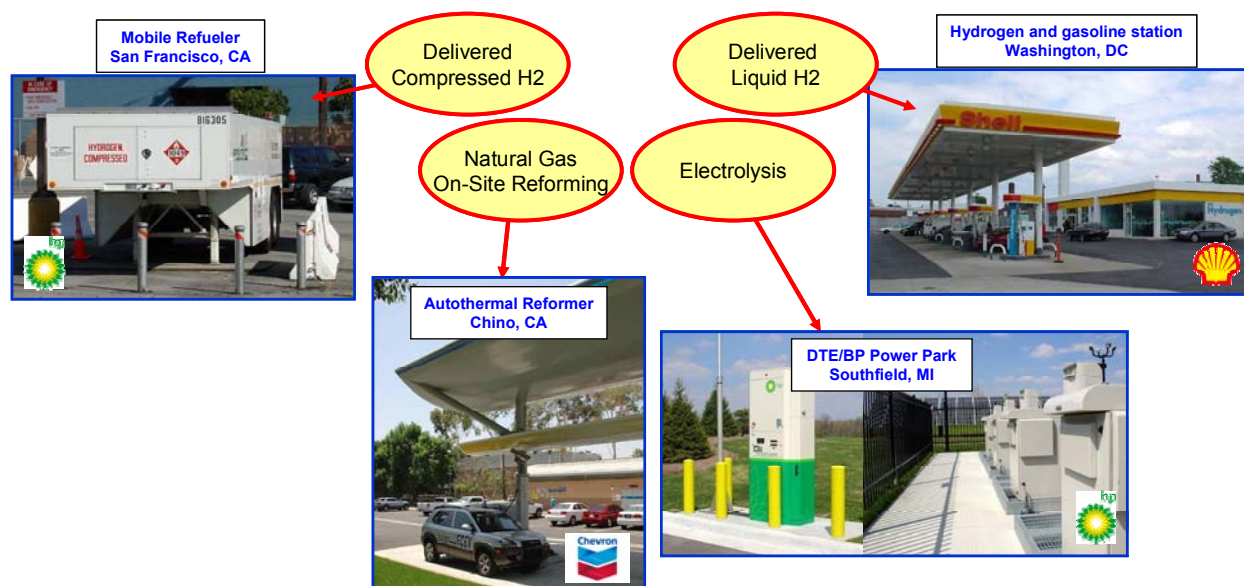 Mobile Refueler
San Francisco, CA
Delivered
Compressed H2
Delivered
Liquid H2
Hydrogen and gasoline station
Washington, DC
816305
HYDROGEN
COMPRESSED
Shell
Hydrogen
bp
Natural Gas
On-Site Reforming
Electrolysis
Autothermal Reformer
Chino, CA
DTE/BP Power Park
Southfield, MI
FCEV
Chevron
bp